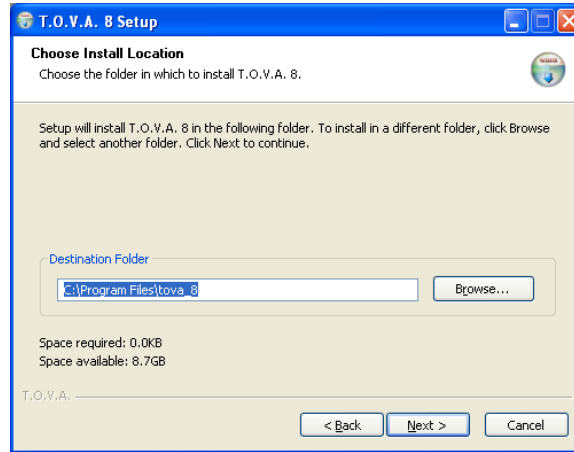 T.O.V.A. 8 Setup
Choose Install Location
Choose the folder in which to install T.O.V.A. 8.
Setup will install T.O.V.A. 8 in the following folder. To install in a different folder, click Browse
and select another folder. Click Next to continue.
Destination Folder
C:\Program Files\tova_8
Browse...
Space required: 0.0KB
Space available: 8.7GB
T.O.V.A.
< Back
Next >
Cancel